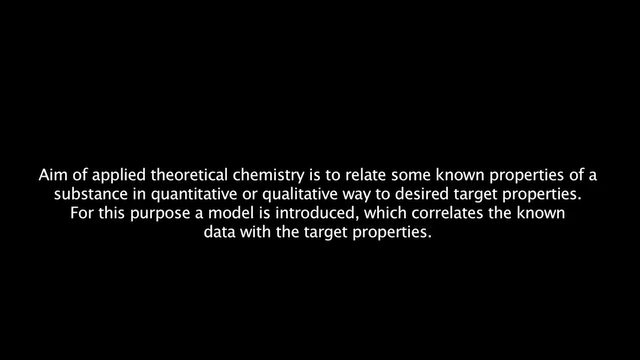 Aim of applied theoretical chemistry is to relate some known properties of a
substance in quantitative or qualitative way to desired target properties.
For this purpose a model is introduced, which correlates the known
data with the target properties.